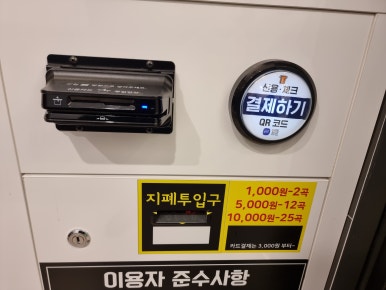 신용·체크
결제하기
QR 코드
지폐투입구
1,000원-2곡
5,000원-12곡
10,000원-25곡
카드결제는 3,000원 부터~
이용자 준수사항